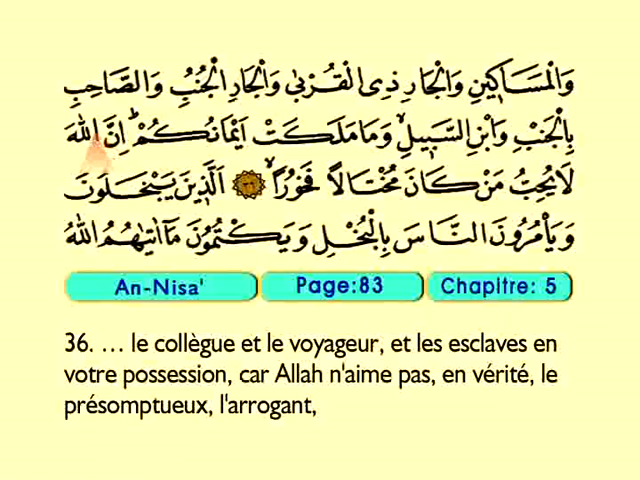 وَالْمَسَاكِينِ وَالْجَارِ ذِي الْقُرْبَىٰ وَالْجَارِ الْجُنُبِ وَالصَّاحِبِ
بِالْجَنْبِ وَابْنِ السَّبِيلِ وَمَا مَلَكَتْ أَيْمَانُكُمْ إِنَّ اللَّهَ
لَا يُحِبُّ مَنْ كَانَ مُخْتَالًا فَخُورًا ٣٦ الَّذِينَ يَبْخَلُونَ
وَيَأْمُرُونَ النَّاسَ بِالْبُخْلِ وَيَكْتُمُونَ مَا آتَاهُمُ اللَّهُ
An-Nisa' Page:83 Chapitre: 5
36. … le collègue et le voyageur, et les esclaves en
votre possession, car Allah n'aime pas, en vérité, le
présomptueux, l'arrogant,